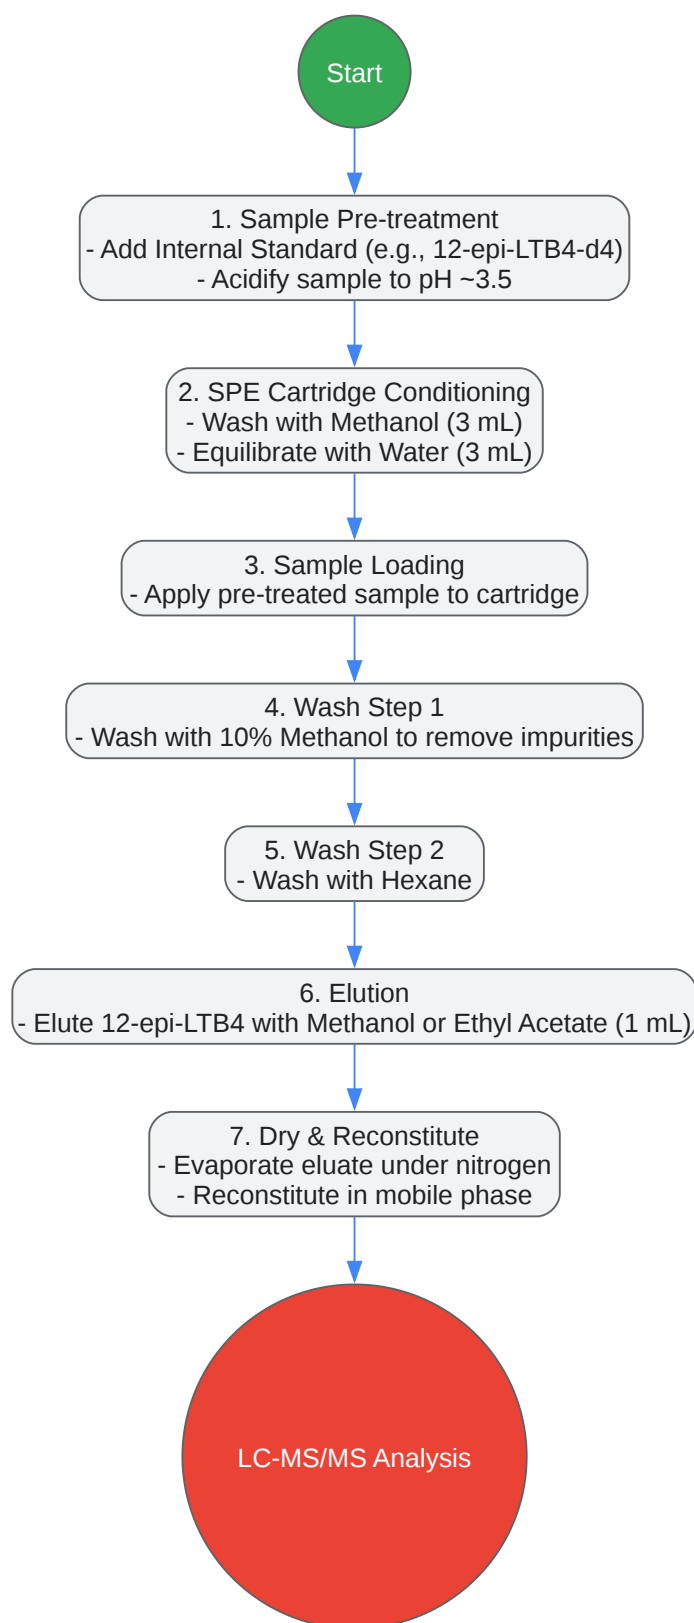 Start
1. Sample Pre-treatment
- Add Internal Standard (e.g., 12-epi-LTB4-d4)
- Acidify sample to pH ~3.5
2. SPE Cartridge Conditioning
- Wash with Methanol (3 mL)
- Equilibrate with Water (3 mL)
3. Sample Loading
- Apply pre-treated sample to cartridge
4. Wash Step 1
- Wash with 10% Methanol to remove impurities
5. Wash Step 2
- Wash with Hexane
6. Elution
- Elute 12-epi-LTB4 with Methanol or Ethyl Acetate (1 mL)
7. Dry & Reconstitute
- Evaporate eluate under nitrogen
- Reconstitute in mobile phase
LC-MS/MS Analysis